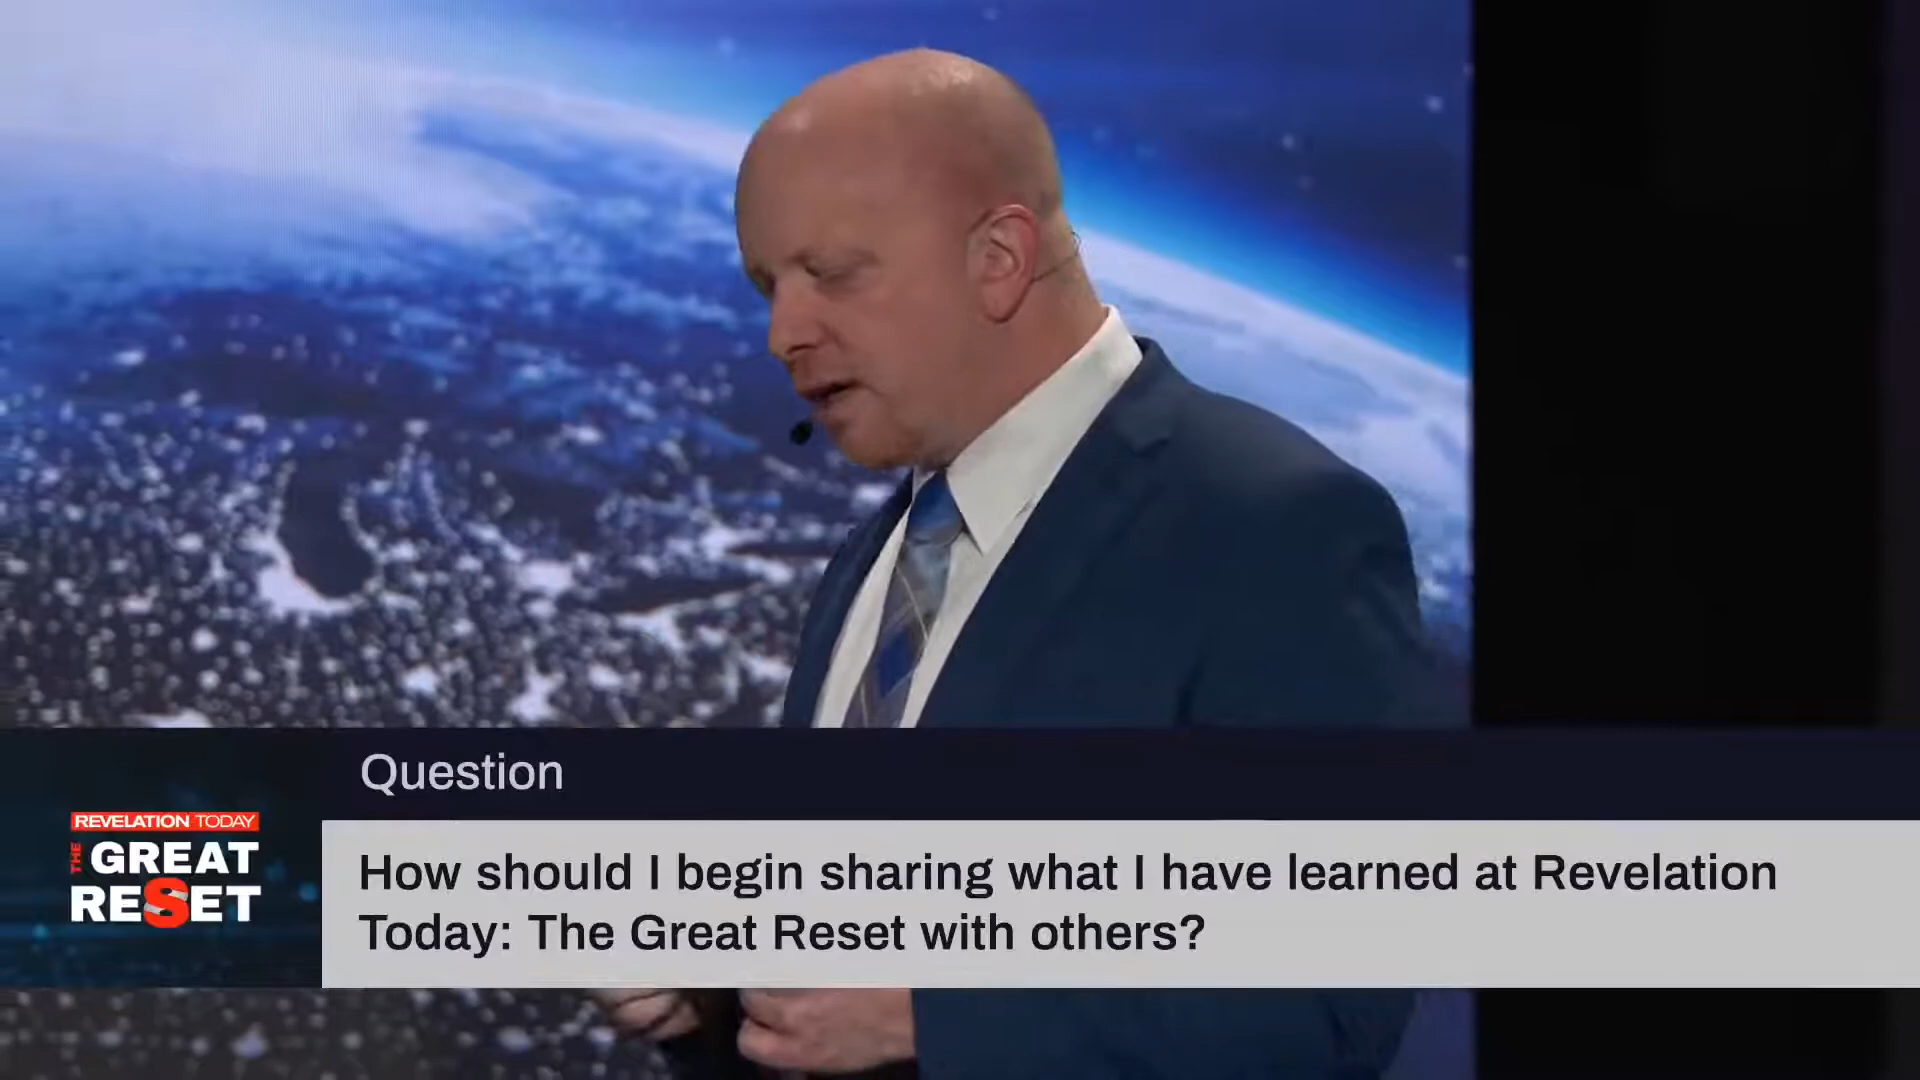 Question
REVELATION TODAY
THE GREAT
RESET
How should I begin sharing what I have learned at Revelation
Today: The Great Reset with others?